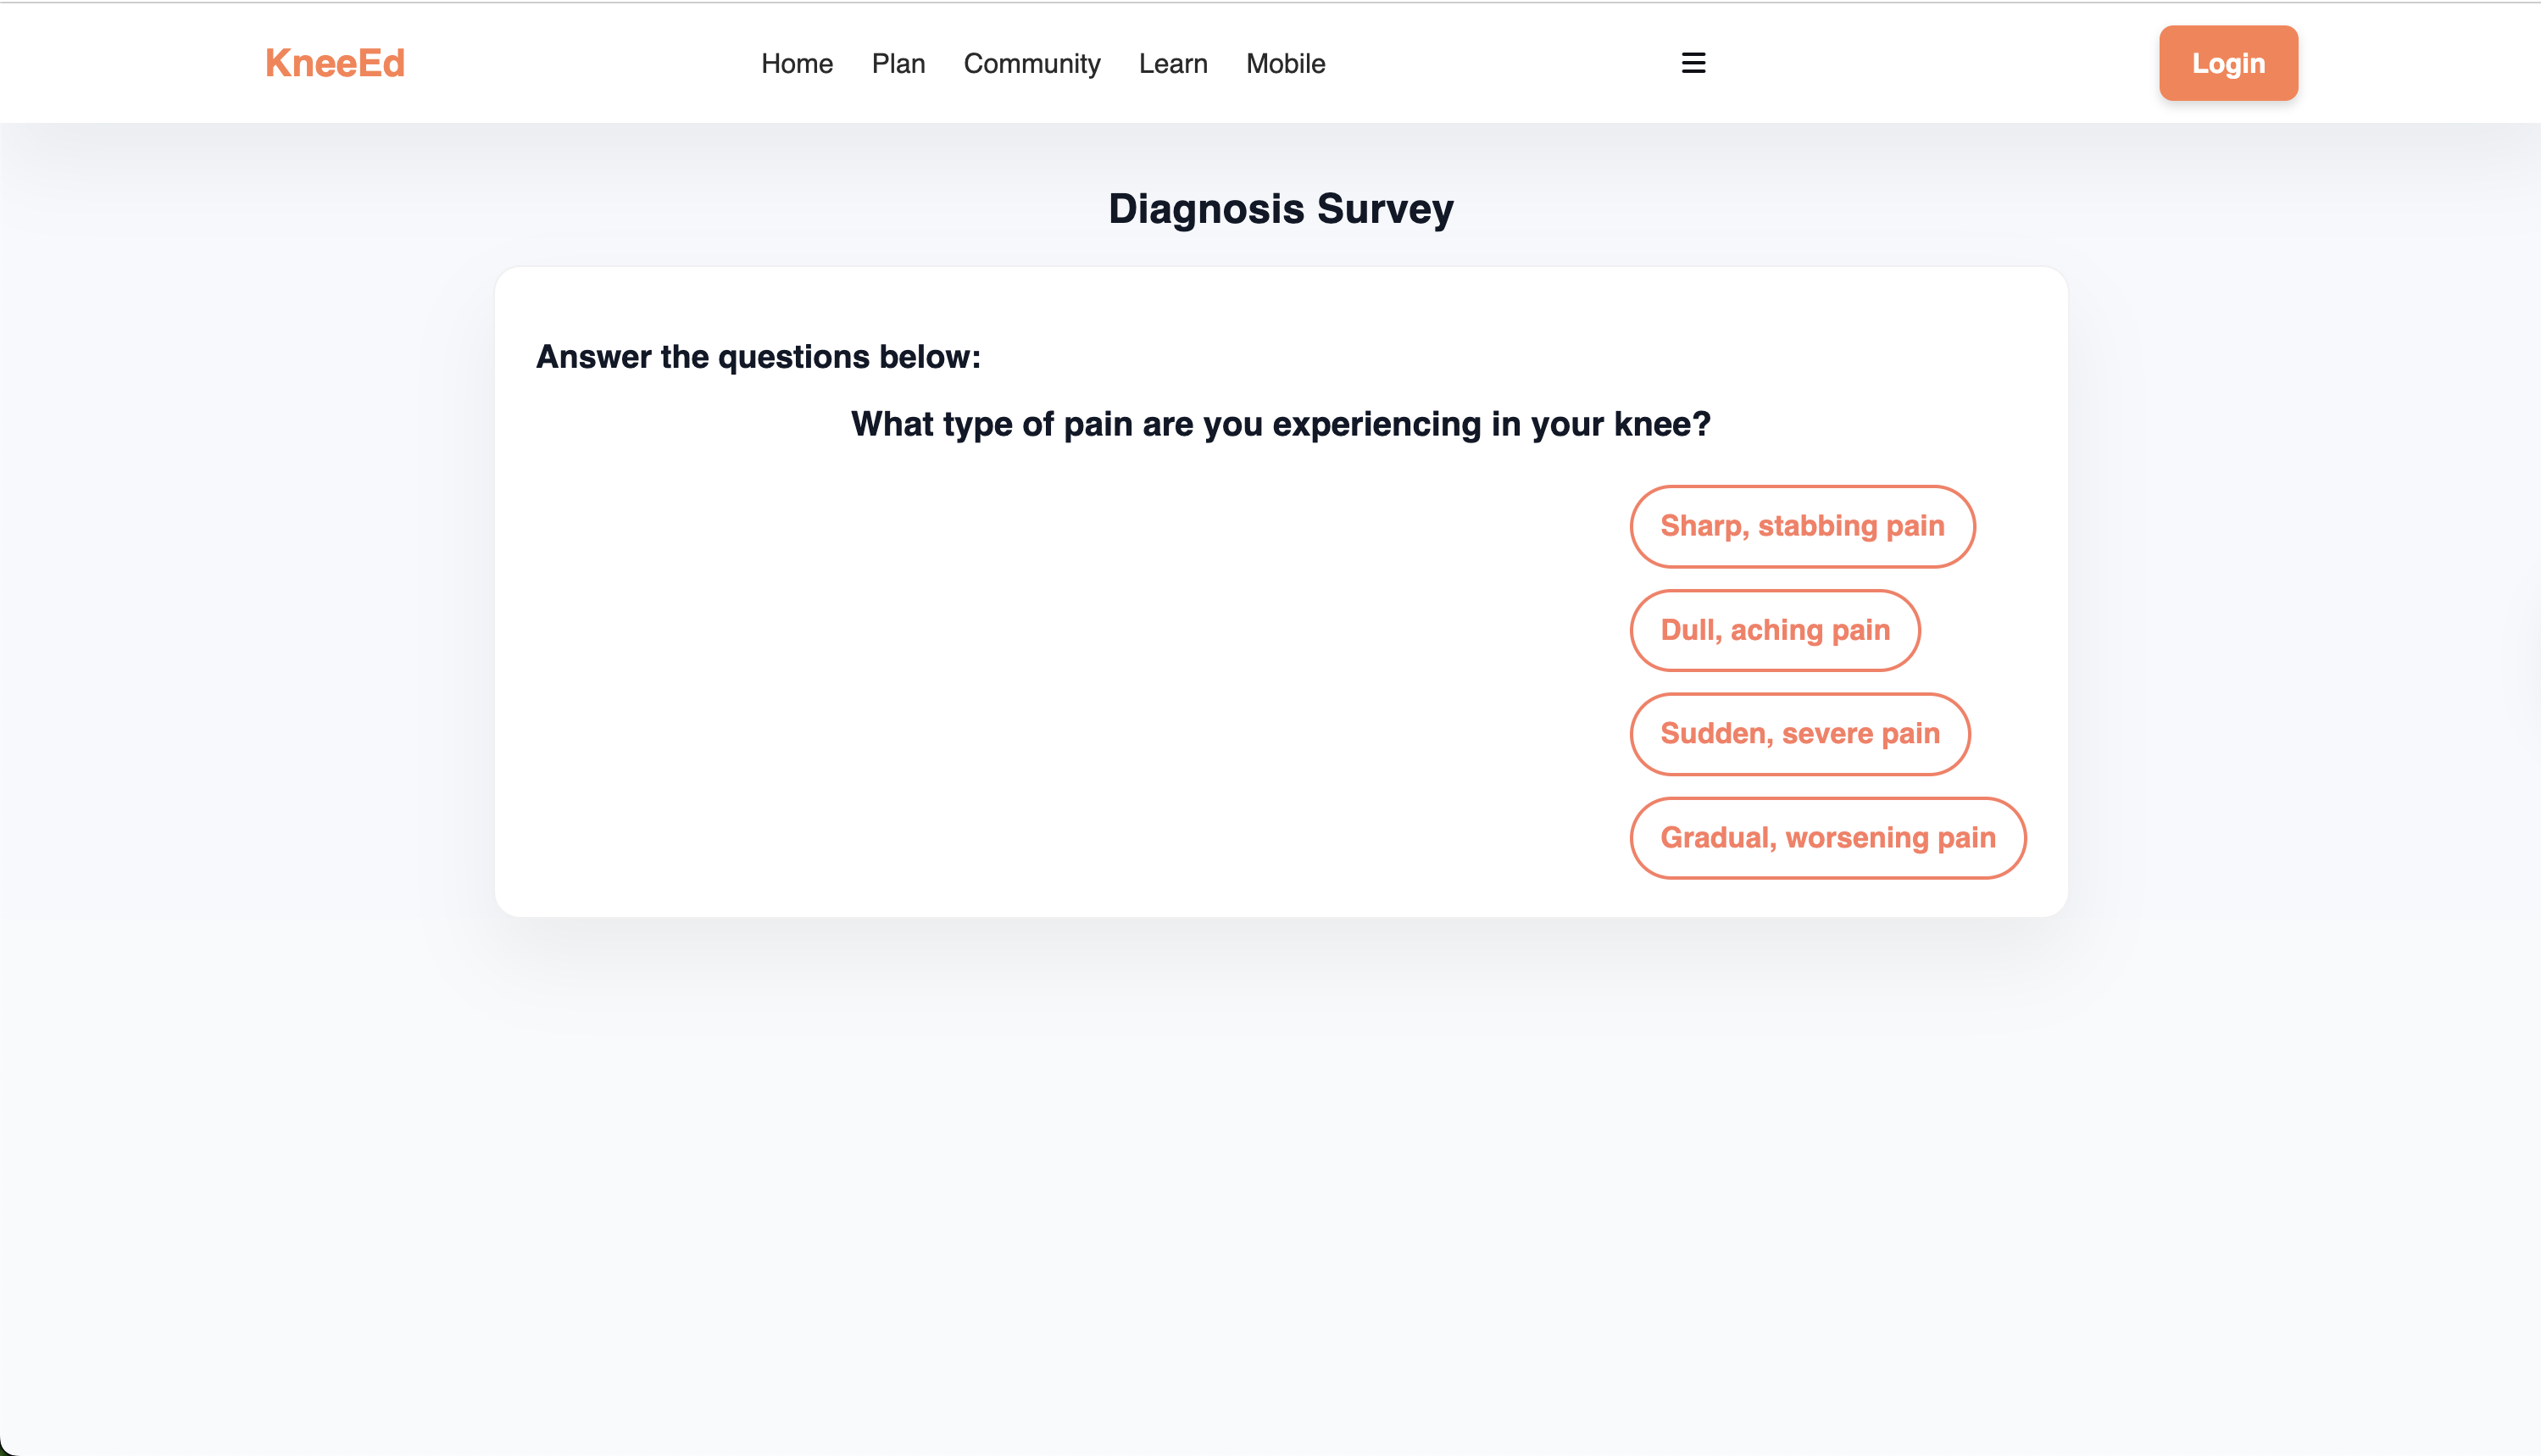 KneeEd
Home Plan Community Learn Mobile
Login
Diagnosis Survey
Answer the questions below:
What type of pain are you experiencing in your knee?
Sharp, stabbing pain
Dull, aching pain
Sudden, severe pain
Gradual, worsening pain